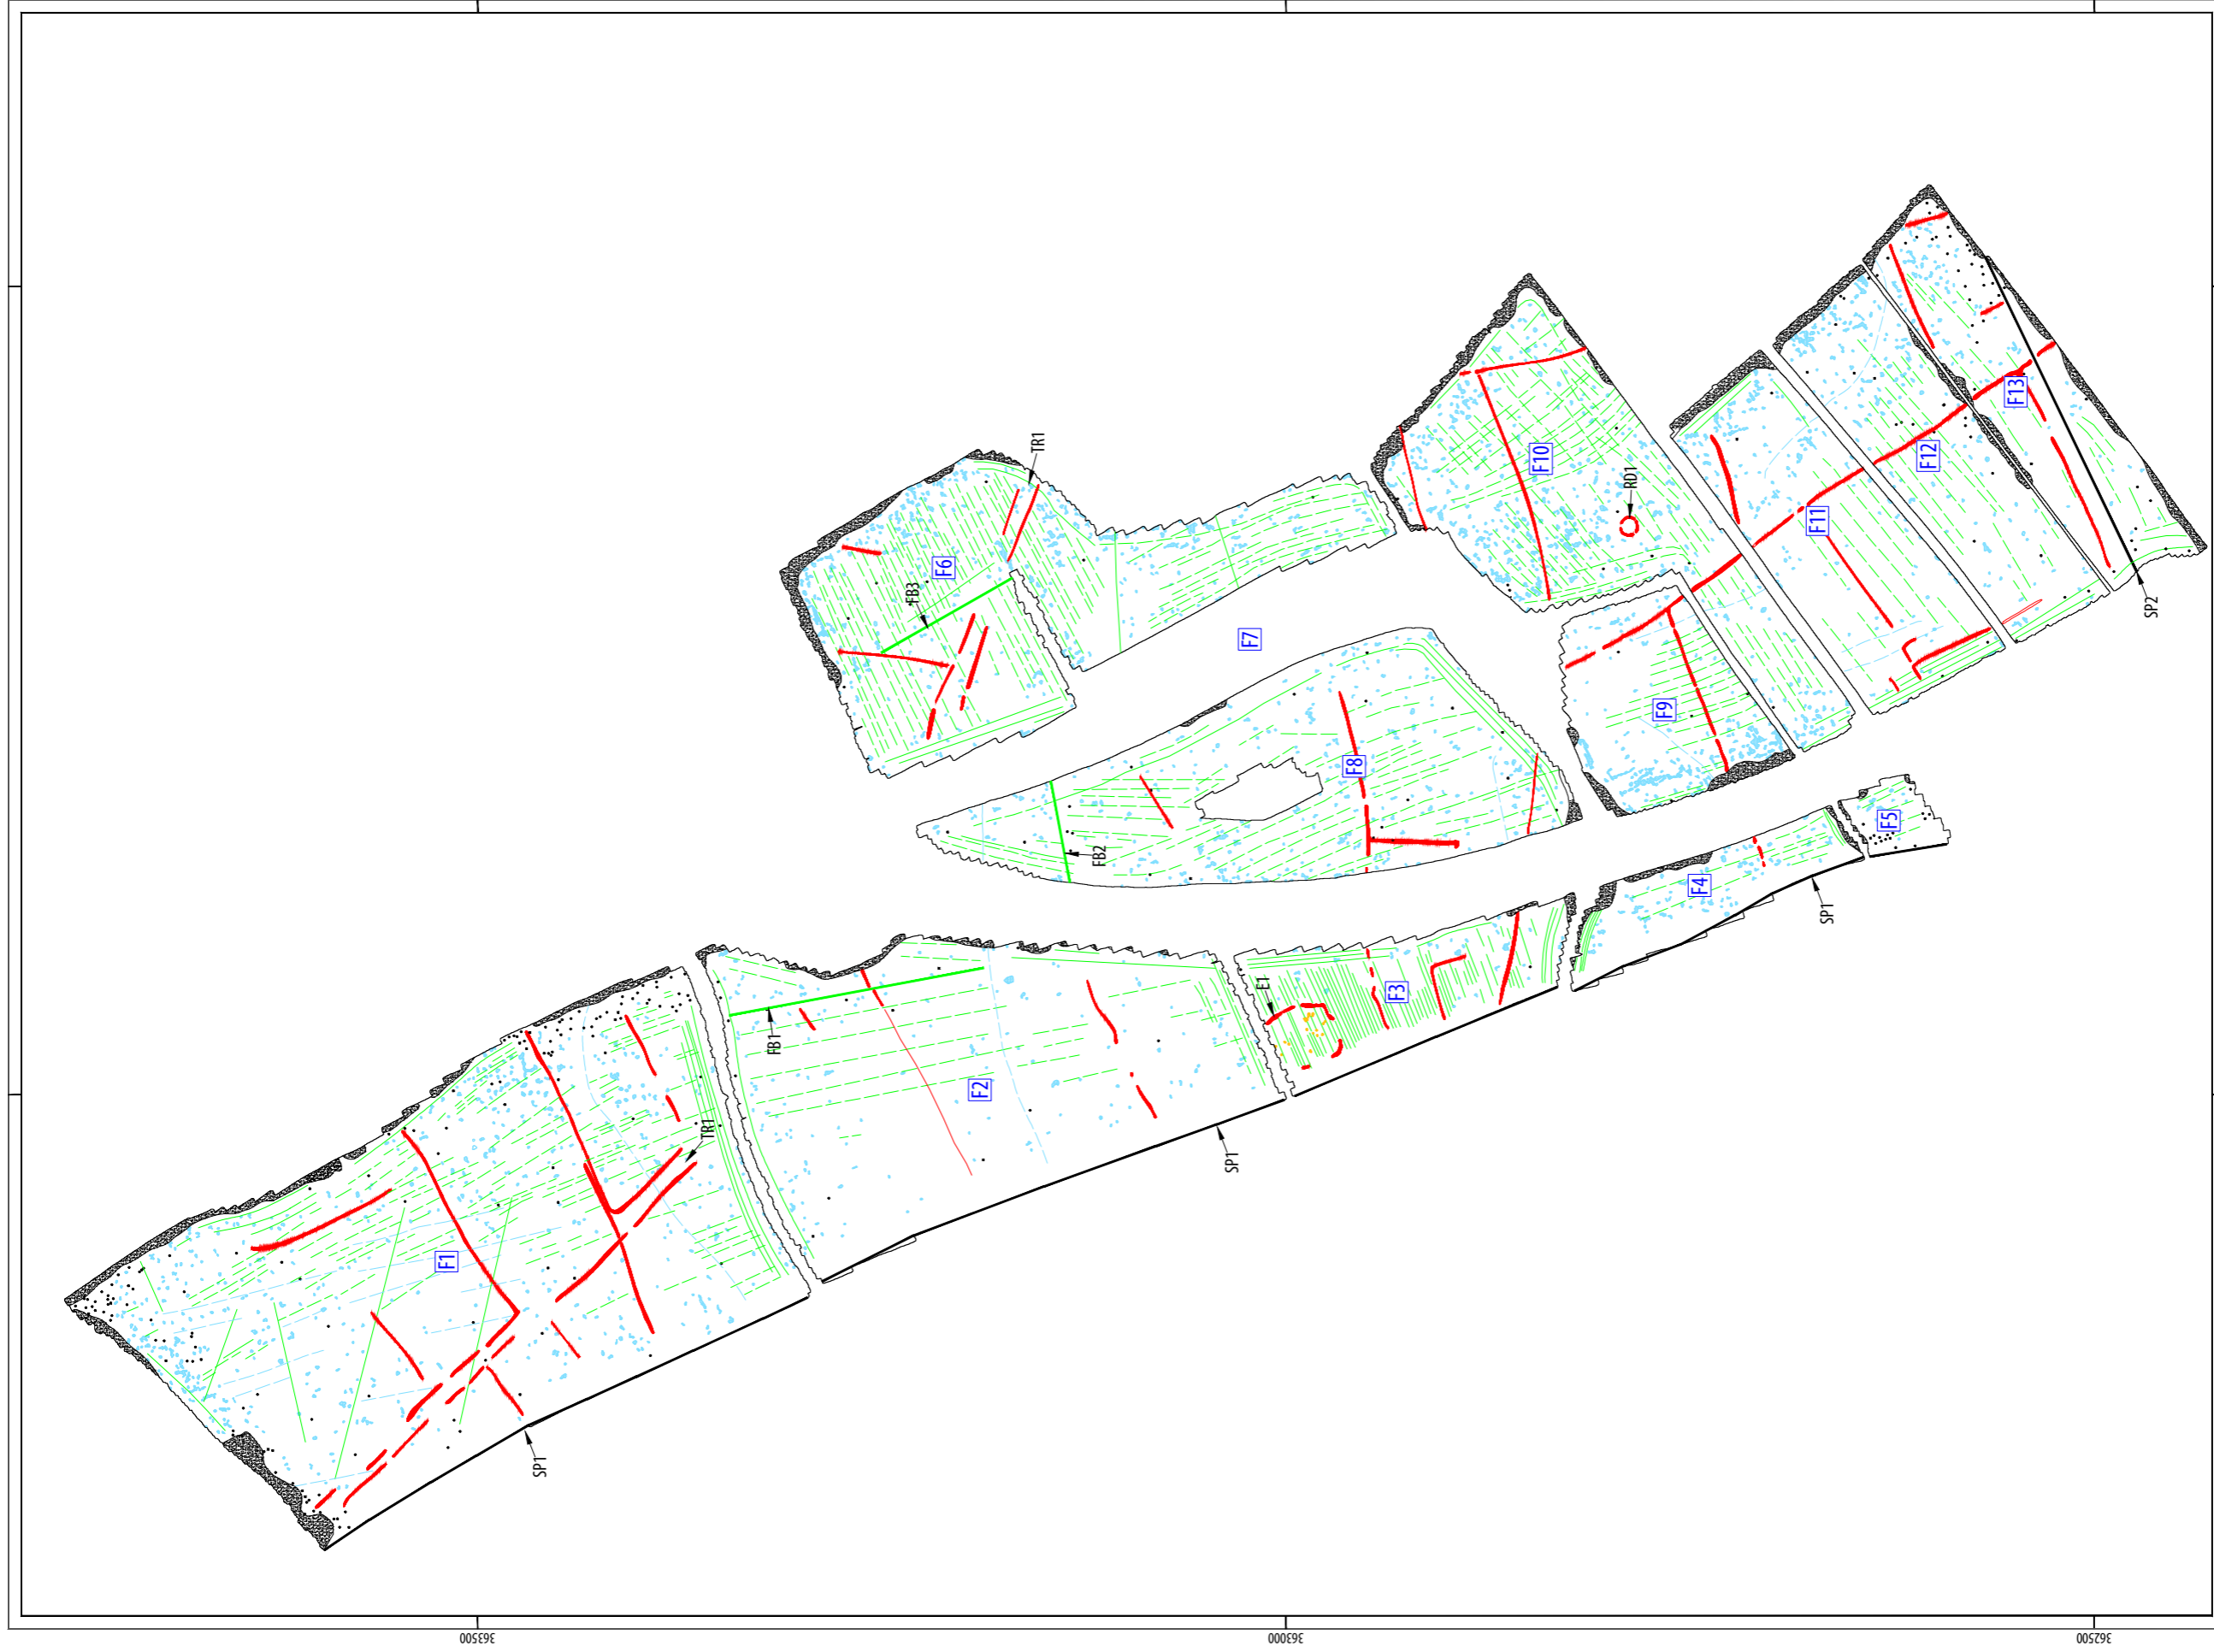 F1
SP1
TR1
FB1
F2
SP1
E1
F3
F4
SP1
F5
FB2
F8
F7
F6
FB3
TR1
F10
RD1
F9
F11
F12
F13
SP2
363500
363000
362500